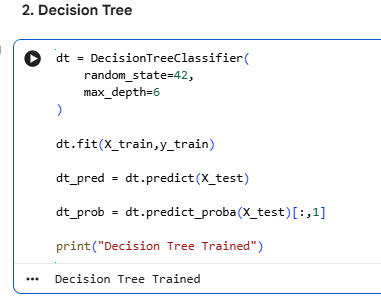 2. Decision Tree
dt = DecisionTreeClassifier(
    random_state=42,
    max_depth=6
)
dt.fit(X_train,y_train)
dt_pred = dt.predict(X_test)
dt_prob = dt.predict_proba(X_test)[:,1]
print("Decision Tree Trained")
••• Decision Tree Trained